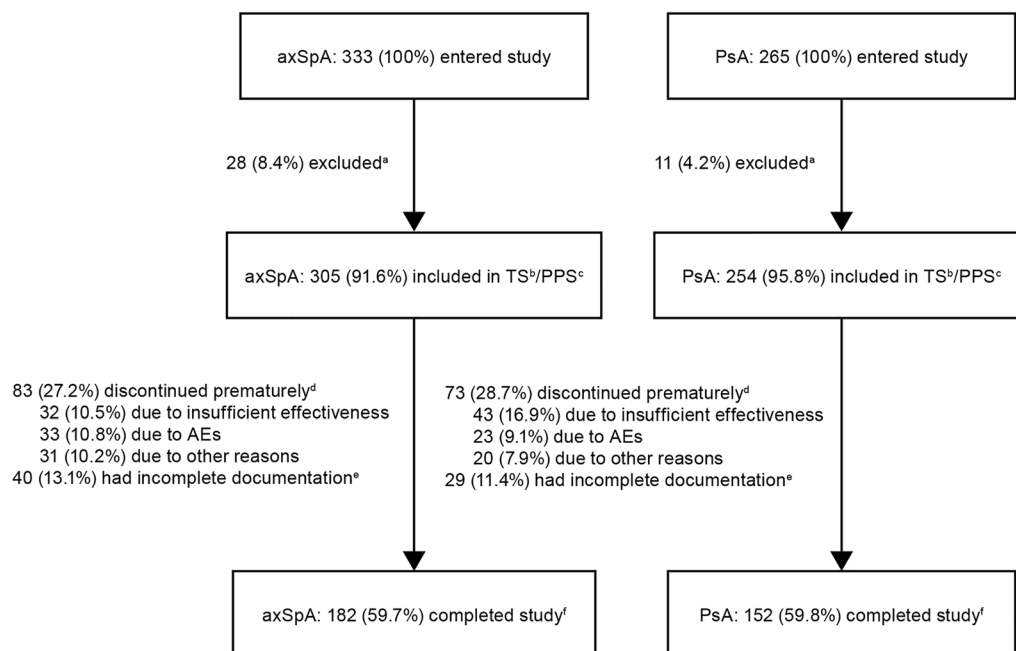 axSpA: 333 (100%) entered study
PsA: 265 (100%) entered study
28 (8.4%) excludedᵃ
11 (4.2%) excludedᵃ
axSpA: 305 (91.6%) included in TSᵇ/PPSᶜ
PsA: 254 (95.8%) included in TSᵇ/PPSᶜ
83 (27.2%) discontinued prematurelyᵈ
32 (10.5%) due to insufficient effectiveness
33 (10.8%) due to AEs
31 (10.2%) due to other reasons
40 (13.1%) had incomplete documentationᵉ
73 (28.7%) discontinued prematurelyᵈ
43 (16.9%) due to insufficient effectiveness
23 (9.1%) due to AEs
20 (7.9%) due to other reasons
29 (11.4%) had incomplete documentationᵉ
axSpA: 182 (59.7%) completed studyᶠ
PsA: 152 (59.8%) completed studyᶠ